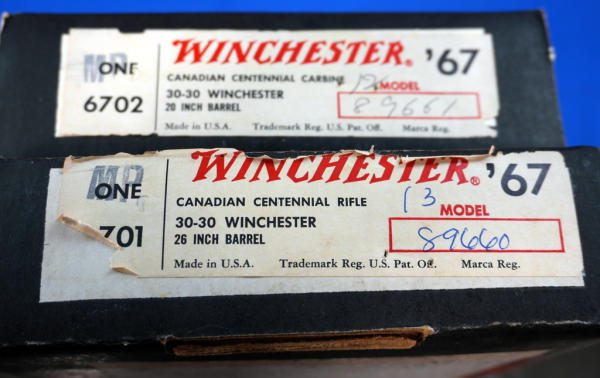 MR ONE WINCHESTER® '67
CANADIAN CENTENNIAL CARBINE
6702 30-30 WINCHESTER MODEL
20 INCH BARREL 89661
Made in U.S.A. Trademark Reg. U.S. Pat. Off. Marca Reg.
MR WINCHESTER® '67
ONE CANADIAN CENTENNIAL RIFLE 13 MODEL
701 30-30 WINCHESTER 89660
26 INCH BARREL
Made in U.S.A. Trademark Reg. U.S. Pat. Off. Marca Reg.